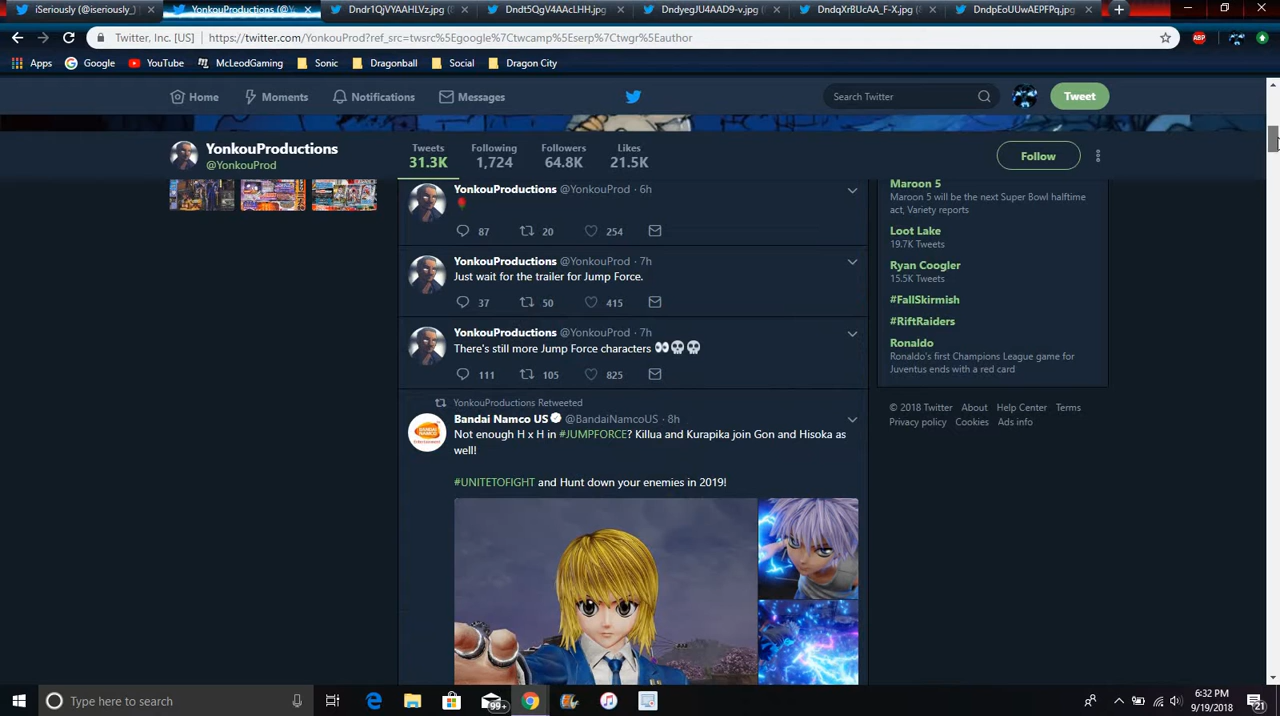 iSeriously (@iseriously_)
YonkouProductions (@Y
Dndr1QjVYAAHLVz.jpg (
Dndt5QgV4AAcLHH.jpg
DndyegIU4AAD9-v.jpg
DndqXrBUcAA_F-X.jpg
DndpEoUUwAEPFPq.jpg
Twitter, Inc. [US] | https://twitter.com/YonkouProd?ref_src=twsrc%5Egoogle%7Ctwcamp%5Eserp%7Ctwgr%5Eauthor
ABP
Apps Google YouTube McLeodGaming Sonic Dragonball Social Dragon City
Home Moments Notifications Messages Search Twitter Tweet
YonkouProductions
@YonkouProd
Tweets Following Followers Likes
31.3K 1,724 64.8K 21.5K
Follow
YonkouProductions @YonkouProd · 6h
87 20 254
YonkouProductions @YonkouProd · 7h
Just wait for the trailer for Jump Force.
37 50 415
YonkouProductions @YonkouProd · 7h
There's still more Jump Force characters 👀💀💀
111 105 825
YonkouProductions Retweeted
Bandai Namco US @BandaiNamcoUS · 8h
Not enough H x H in #JUMPFORCE? Killua and Kurapika join Gon and Hisoka as
well!
#UNITETOFIGHT and Hunt down your enemies in 2019!
Maroon 5
Maroon 5 will be the next Super Bowl halftime
act, Variety reports
Loot Lake
19.7K Tweets
Ryan Coogler
15.5K Tweets
#FallSkirmish
#RiftRaiders
Ronaldo
Ronaldo's first Champions League game for
Juventus ends with a red card
© 2018 Twitter About Help Center Terms
Privacy policy Cookies Ads info
Type here to search
99+
6:32 PM
9/19/2018
21